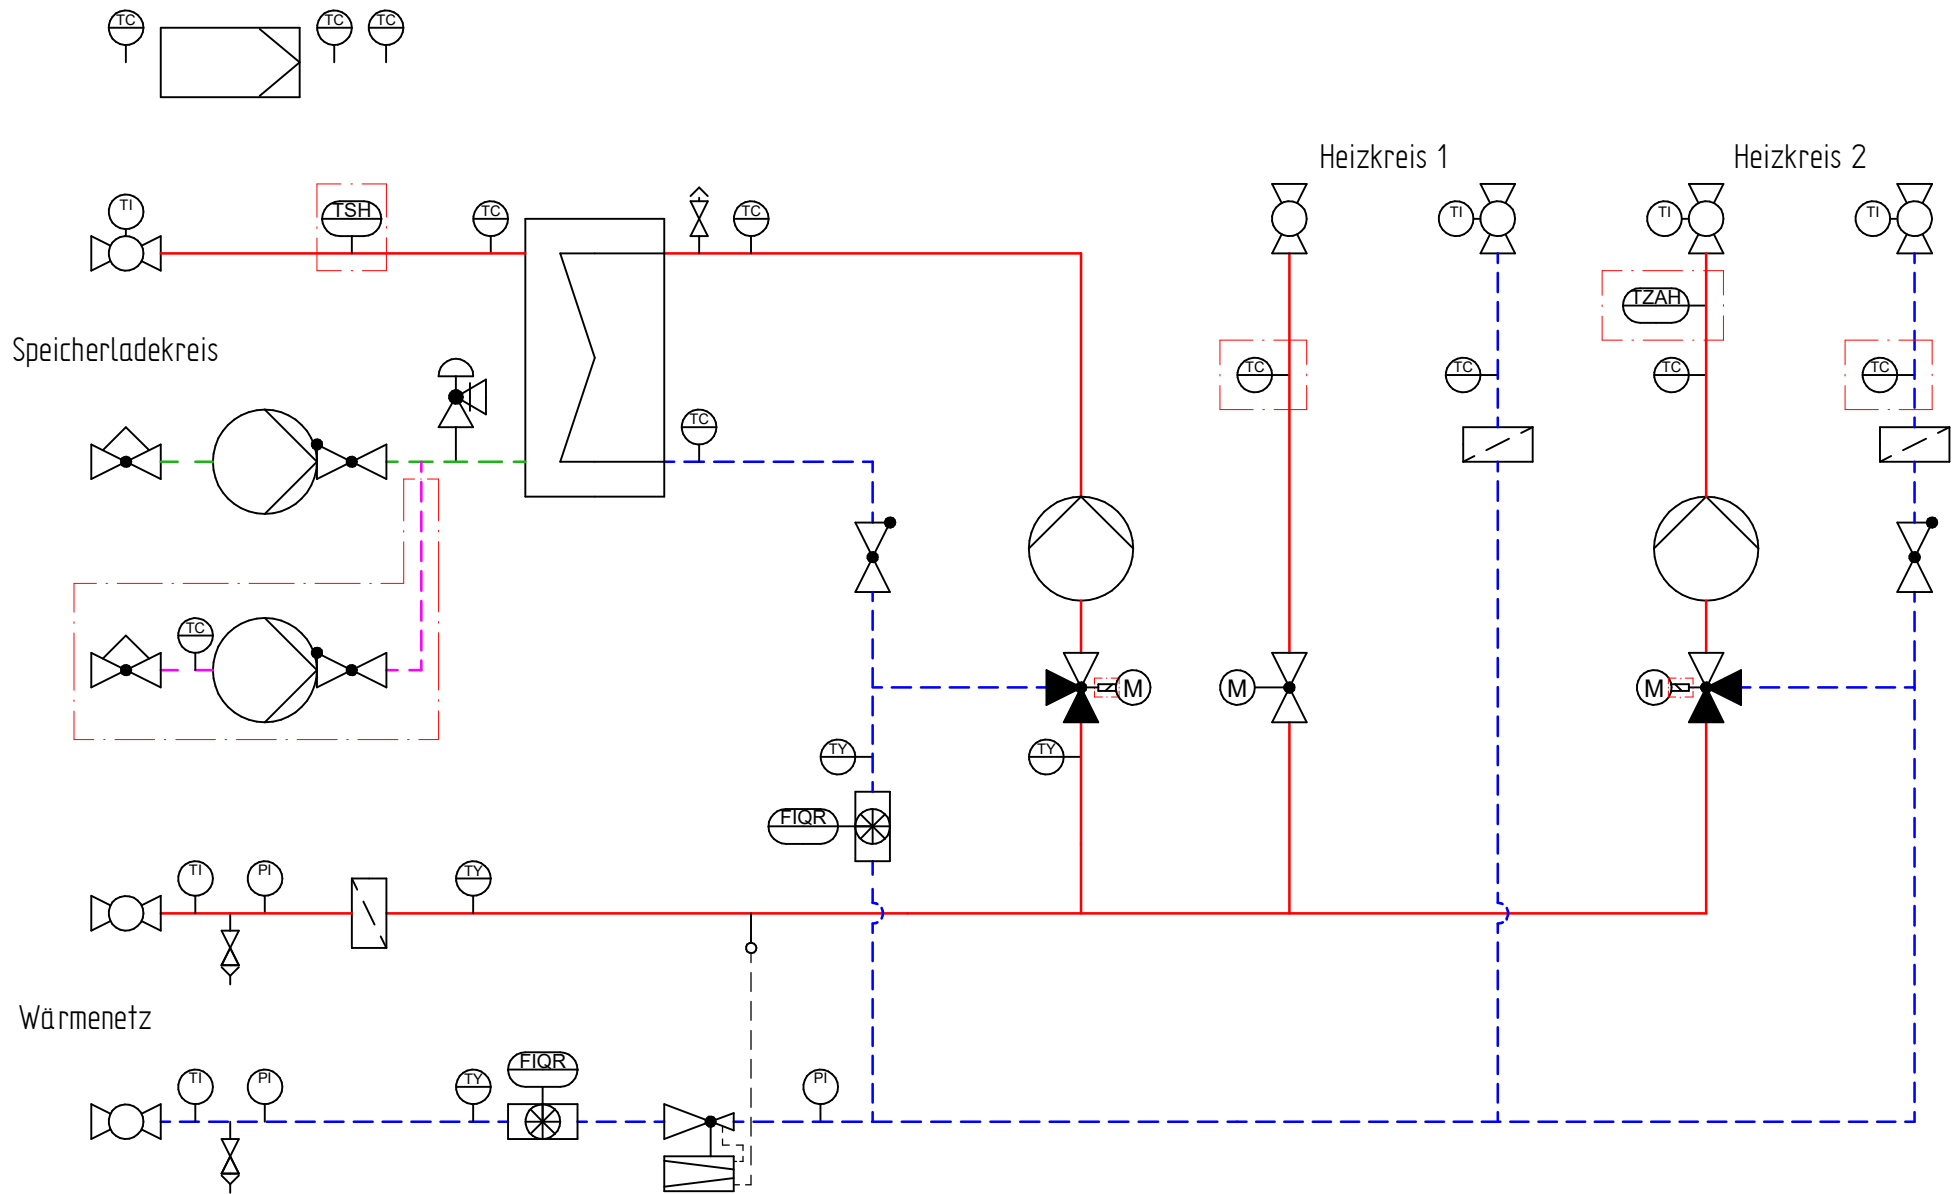 TC
TC
TC
Heizkreis 1
Heizkreis 2
TI
TSH
TC
TC
TI
TI
TI
TZAH
Speicherladekreis
TC
TC
TC
TC
TC
TC
M
M
M
TY
TY
FIQR
TI
PI
TY
Wärmenetz
TI
PI
TY
FIQR
PI